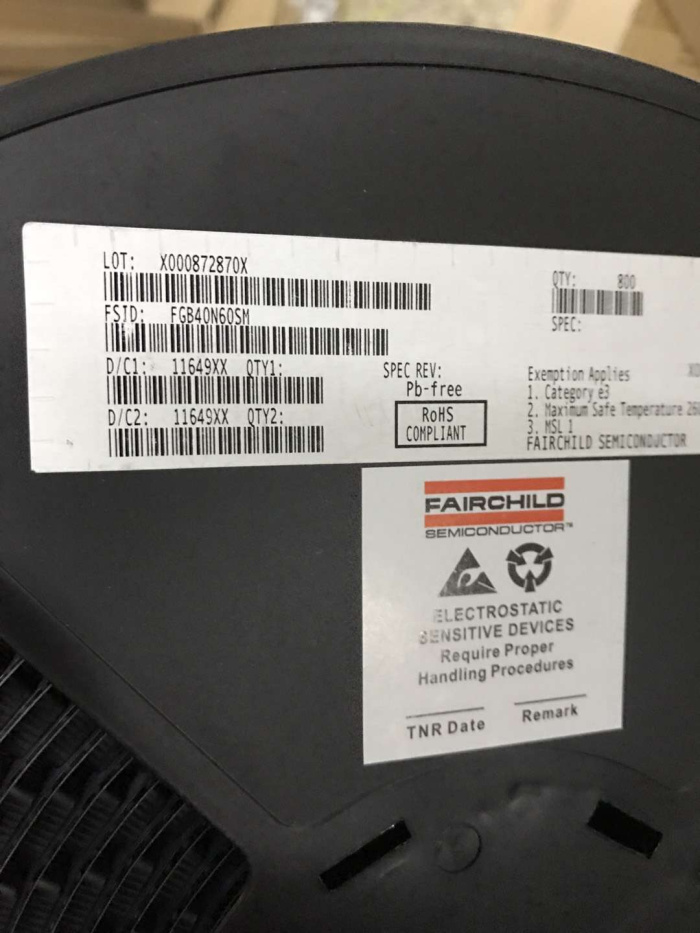 LOT: X000872870X
QTY: 800
FSID: FGB40N60SM
SPEC:
D/C1: 11649XX QTY1:
D/C2: 11649XX QTY2:
SPEC REV:
Pb-free
RoHS
COMPLIANT
Exemption Applies
1. Category e3
2. Maximum Safe Temperature
3. MSL 1
FAIRCHILD SEMICONDUCTOR
FAIRCHILD
SEMICONDUCTOR™
ELECTROSTATIC
SENSITIVE DEVICES
Require Proper
Handling Procedures
TNR Date
Remark